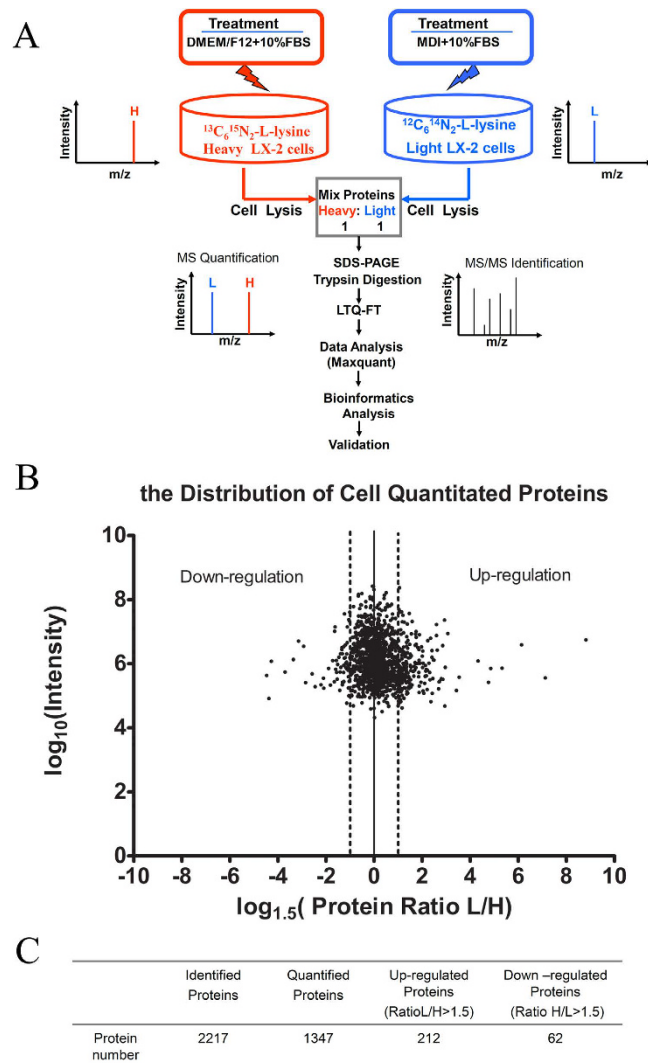 A
Treatment
DMEM/F12+10%FBS
Treatment
MDI+10%FBS
Intensity
H
m/z
¹³C₆¹⁵N₂-L-lysine
Heavy LX-2 cells
¹²C₆¹⁴N₂-L-lysine
Light LX-2 cells
Intensity
L
m/z
Cell Lysis
Mix Proteins
Heavy: Light
1 1
Cell Lysis
MS Quantification
Intensity
L H
m/z
SDS-PAGE
Trypsin Digestion
LTQ-FT
Data Analysis
(Maxquant)
Bioinformatics
Analysis
Validation
MS/MS Identification
Intensity
m/z
B
the Distribution of Cell Quantitated Proteins
Down-regulation
Up-regulation
log₁₀(Intensity)
10
8
6
4
2
0
-10 -8 -6 -4 -2 0 2 4 6 8 10
log₁.₅( Protein Ratio L/H)
C
Identified
Proteins
Quantified
Proteins
Up-regulated
Proteins
(RatioL/H>1.5)
Down –regulated
Proteins
(Ratio H/L>1.5)
Protein
number
2217 1347 212 62